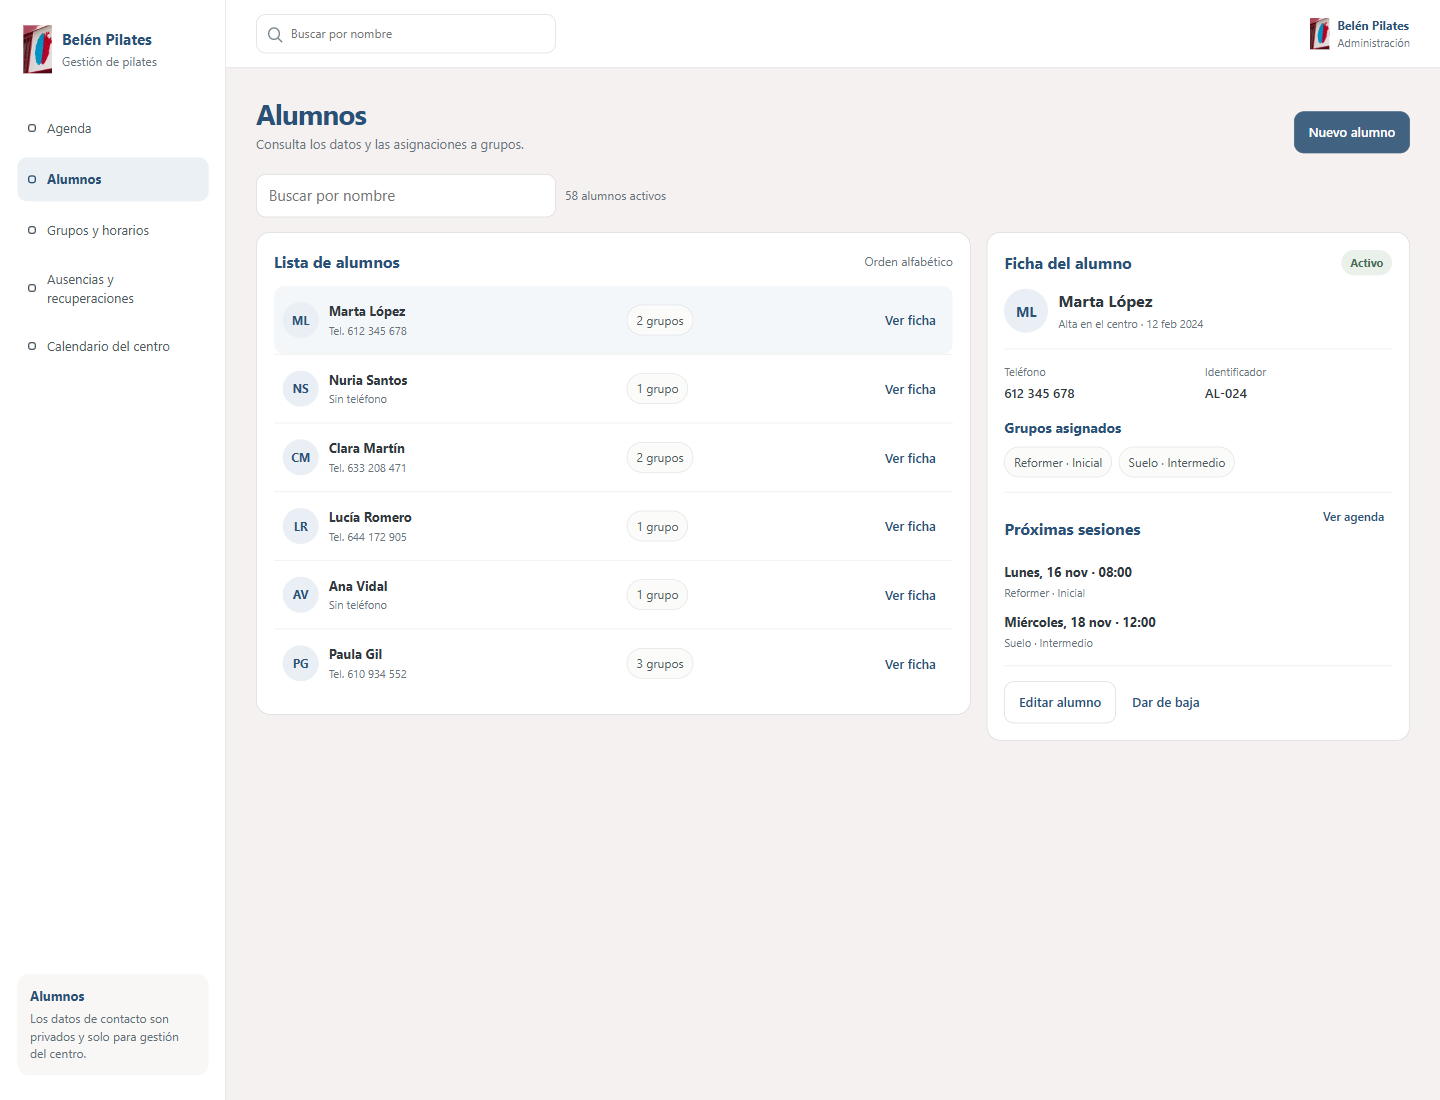 Belén Pilates
Gestión de pilates
Agenda
Alumnos
Grupos y horarios
Ausencias y
recuperaciones
Calendario del centro
Alumnos
Los datos de contacto son
privados y solo para gestión
del centro.
Buscar por nombre
Belén Pilates
Administración
Alumnos
Consulta los datos y las asignaciones a grupos.
Nuevo alumno
Buscar por nombre
58 alumnos activos
Lista de alumnos
Orden alfabético
ML
Marta López
Tel. 612 345 678
2 grupos
Ver ficha
NS
Nuria Santos
Sin teléfono
1 grupo
Ver ficha
CM
Clara Martín
Tel. 633 208 471
2 grupos
Ver ficha
LR
Lucía Romero
Tel. 644 172 905
1 grupo
Ver ficha
AV
Ana Vidal
Sin teléfono
1 grupo
Ver ficha
PG
Paula Gil
Tel. 610 934 552
3 grupos
Ver ficha
Ficha del alumno
Activo
ML
Marta López
Alta en el centro · 12 feb 2024
Teléfono
612 345 678
Identificador
AL-024
Grupos asignados
Reformer · Inicial
Suelo · Intermedio
Próximas sesiones
Ver agenda
Lunes, 16 nov · 08:00
Reformer · Inicial
Miércoles, 18 nov · 12:00
Suelo · Intermedio
Editar alumno
Dar de baja